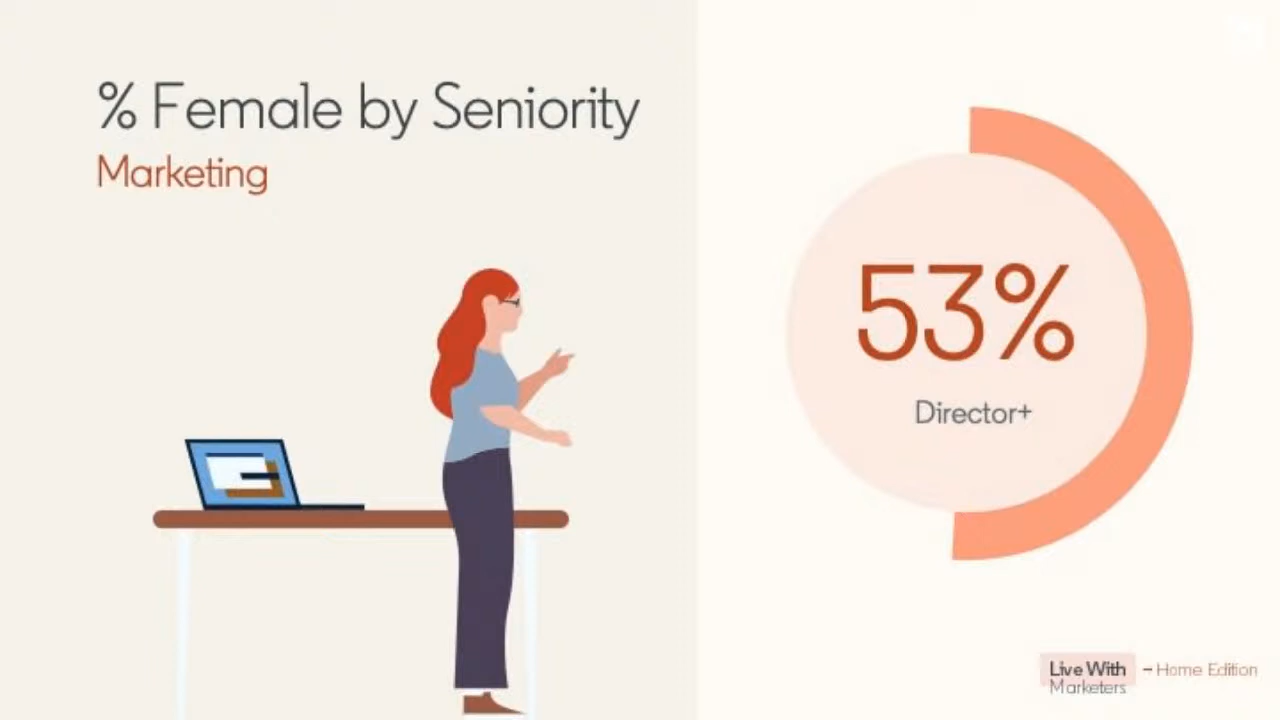 % Female by Seniority
Marketing
53%
Director+
Live With
Marketers
– Home Edition